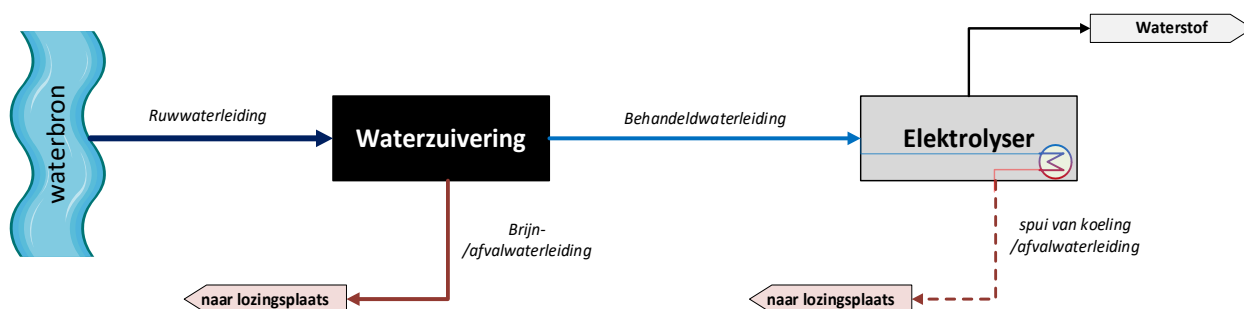 Waterstof
waterbron
Ruwwaterleiding
Waterzuivering
Behandeldwaterleiding
Elektrolyser
Brijn-
/afvalwaterleiding
spui van koeling
/afvalwaterleiding
naar lozingsplaats
naar lozingsplaats